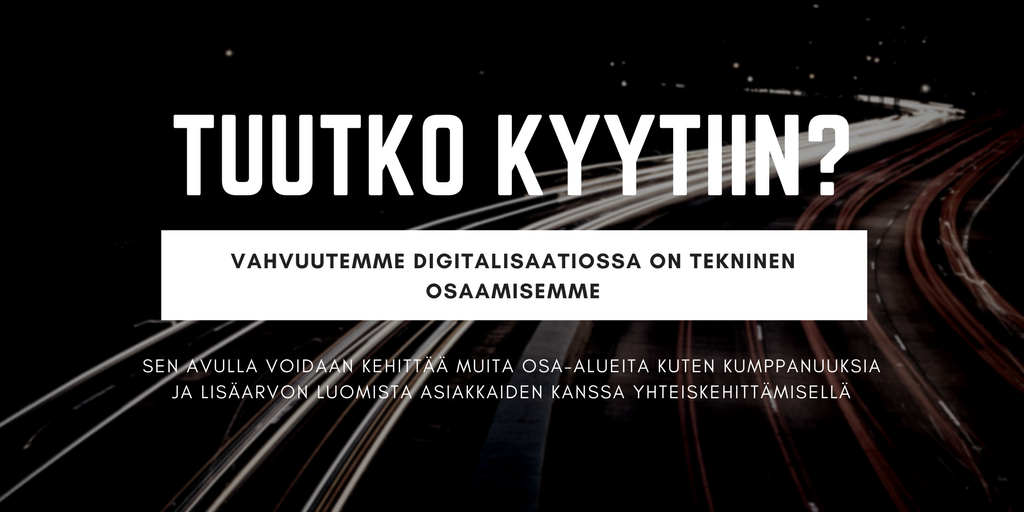 TUUTKO KYYTIIN?
VAHVUUTEMME DIGITALISAATIOSSA ON TEKNINEN
OSAAMISEMME
SEN AVULLA VOIDAAN KEHITTÄÄ MUITA OSA-ALUEITA KUTEN KUMPPANUUKSIA
JA LISÄARVON LUOMISTA ASIAKKAIDEN KANSSA YHTEISKEHITTÄMISELLÄ